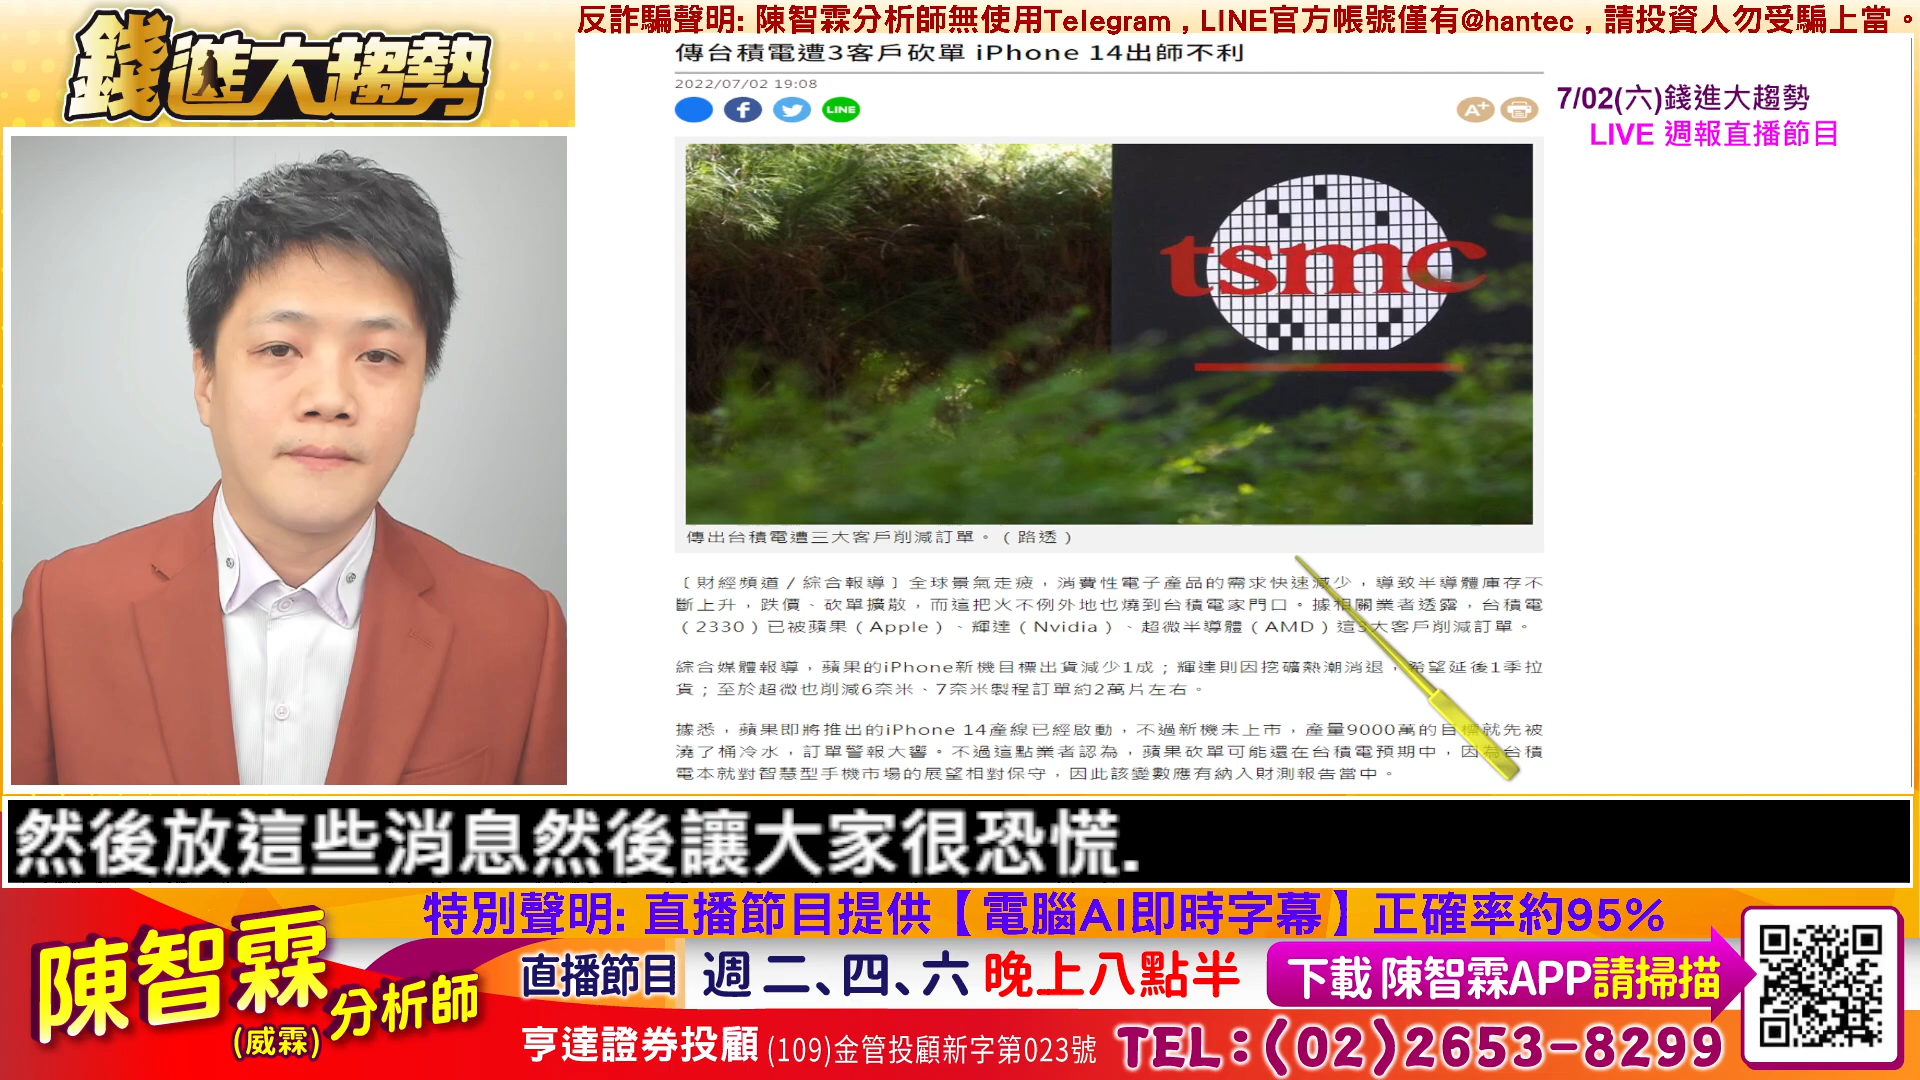 反詐騙聲明: 陳智霖分析師無使用Telegram , LINE官方帳號僅有@hantec , 請投資人勿受騙上當。
錢進大趨勢
傳台積電遭3客戶砍單 iPhone 14出師不利
2022/07/02 19:08
LINE
A+
7/02(六)錢進大趨勢
LIVE 週報直播節目
tsmc
傳出台積電遭三大客戶削減訂單。（路透）
〔財經頻道／綜合報導〕全球景氣走疲，消費性電子產品的需求快速減少，導致半導體庫存不
斷上升，跌價、砍單擴散，而這把火不例外地也燒到台積電家門口。據相關業者透露，台積電
（2330）已被蘋果（Apple）、輝達（Nvidia）、超微半導體（AMD）這3大客戶削減訂單。
綜合媒體報導，蘋果的iPhone新機目標出貨減少1成；輝達則因挖礦熱潮消退，希望延後1季拉
貨；至於超微也削減6奈米、7奈米製程訂單約2萬片左右。
據悉，蘋果即將推出的iPhone 14產線已經啟動，不過新機未上市，產量9000萬的目標就先被
澆了桶冷水，訂單警報大響。不過這點業者認為，蘋果砍單可能還在台積電預期中，因為台積
電本就對智慧型手機市場的展望相對保守，因此該變數應有納入財測報告當中。
然後放這些消息然後讓大家很恐慌.
特別聲明: 直播節目提供【電腦AI即時字幕】正確率約95%
陳智霖分析師
(威霖)
直播節目 週二、四、六 晚上八點半
下載 陳智霖APP請掃描
亨達證券投顧 (109)金管投顧新字第023號 TEL:(02)2653-8299